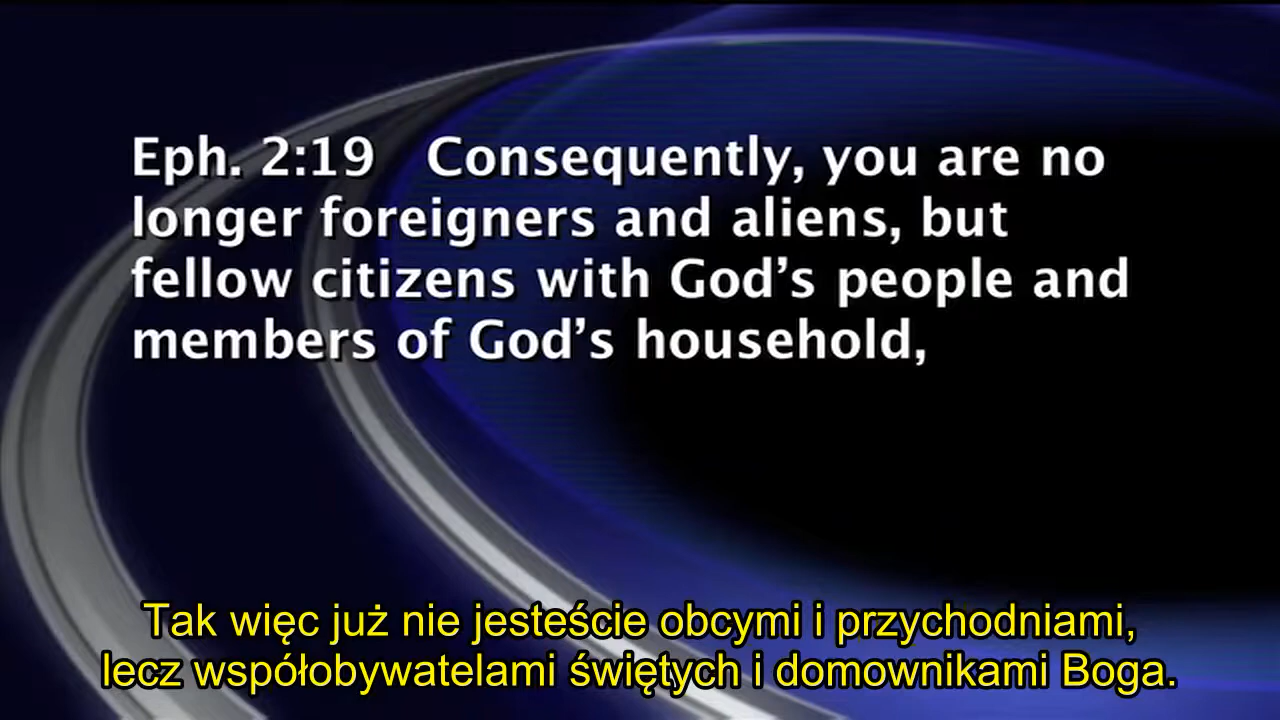 Eph. 2:19 Consequently, you are no
longer foreigners and aliens, but
fellow citizens with God’s people and
members of God’s household,
Tak więc już nie jesteście obcymi i przychodniami,
lecz współobywatelami świętych i domownikami Boga.